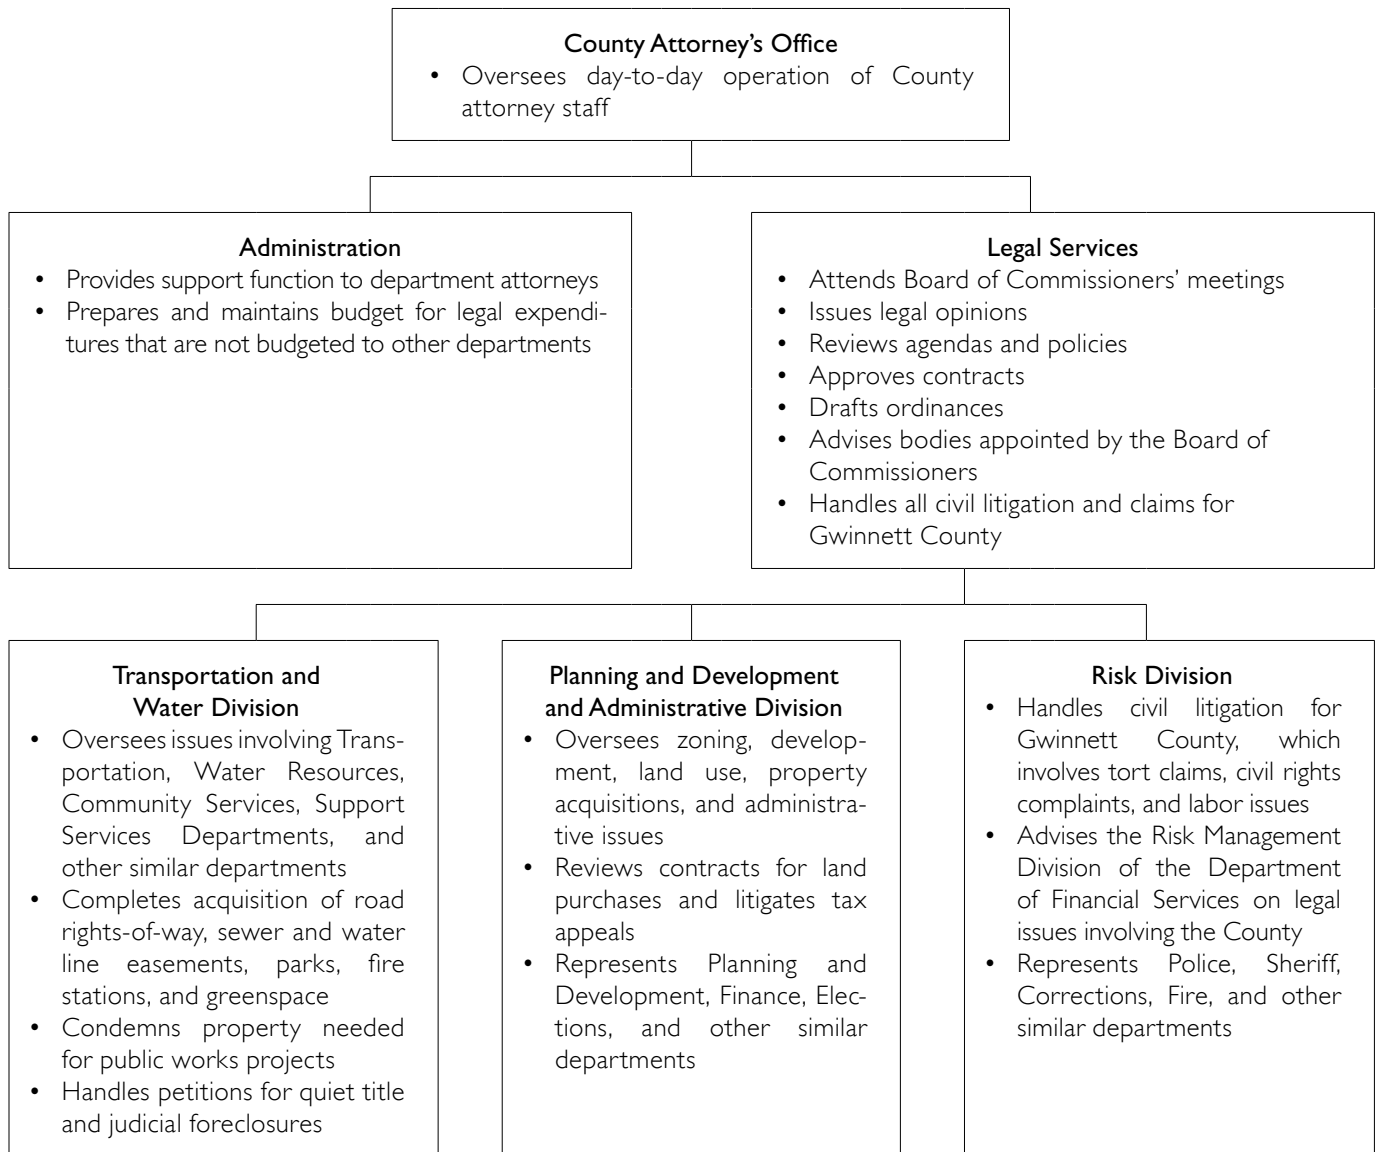 County Attorney's Office
• Oversees day-to-day operation of County
attorney staff
Administration
• Provides support function to department attorneys
• Prepares and maintains budget for legal expendi-
tures that are not budgeted to other departments
Legal Services
• Attends Board of Commissioners' meetings
• Issues legal opinions
• Reviews agendas and policies
• Approves contracts
• Drafts ordinances
• Advises bodies appointed by the Board of
Commissioners
• Handles all civil litigation and claims for
Gwinnett County
Transportation and
Water Division
• Oversees issues involving Trans-
portation, Water Resources,
Community Services, Support
Services Departments, and
other similar departments
• Completes acquisition of road
rights-of-way, sewer and water
line easements, parks, fire
stations, and greenspace
• Condemns property needed
for public works projects
• Handles petitions for quiet title
and judicial foreclosures
Planning and Development
and Administrative Division
• Oversees zoning, develop-
ment, land use, property
acquisitions, and administra-
tive issues
• Reviews contracts for land
purchases and litigates tax
appeals
• Represents Planning and
Development, Finance, Elec-
tions, and other similar
departments
Risk Division
• Handles civil litigation for
Gwinnett County, which
involves tort claims, civil rights
complaints, and labor issues
• Advises the Risk Management
Division of the Department
of Financial Services on legal
issues involving the County
• Represents Police, Sheriff,
Corrections, Fire, and other
similar departments